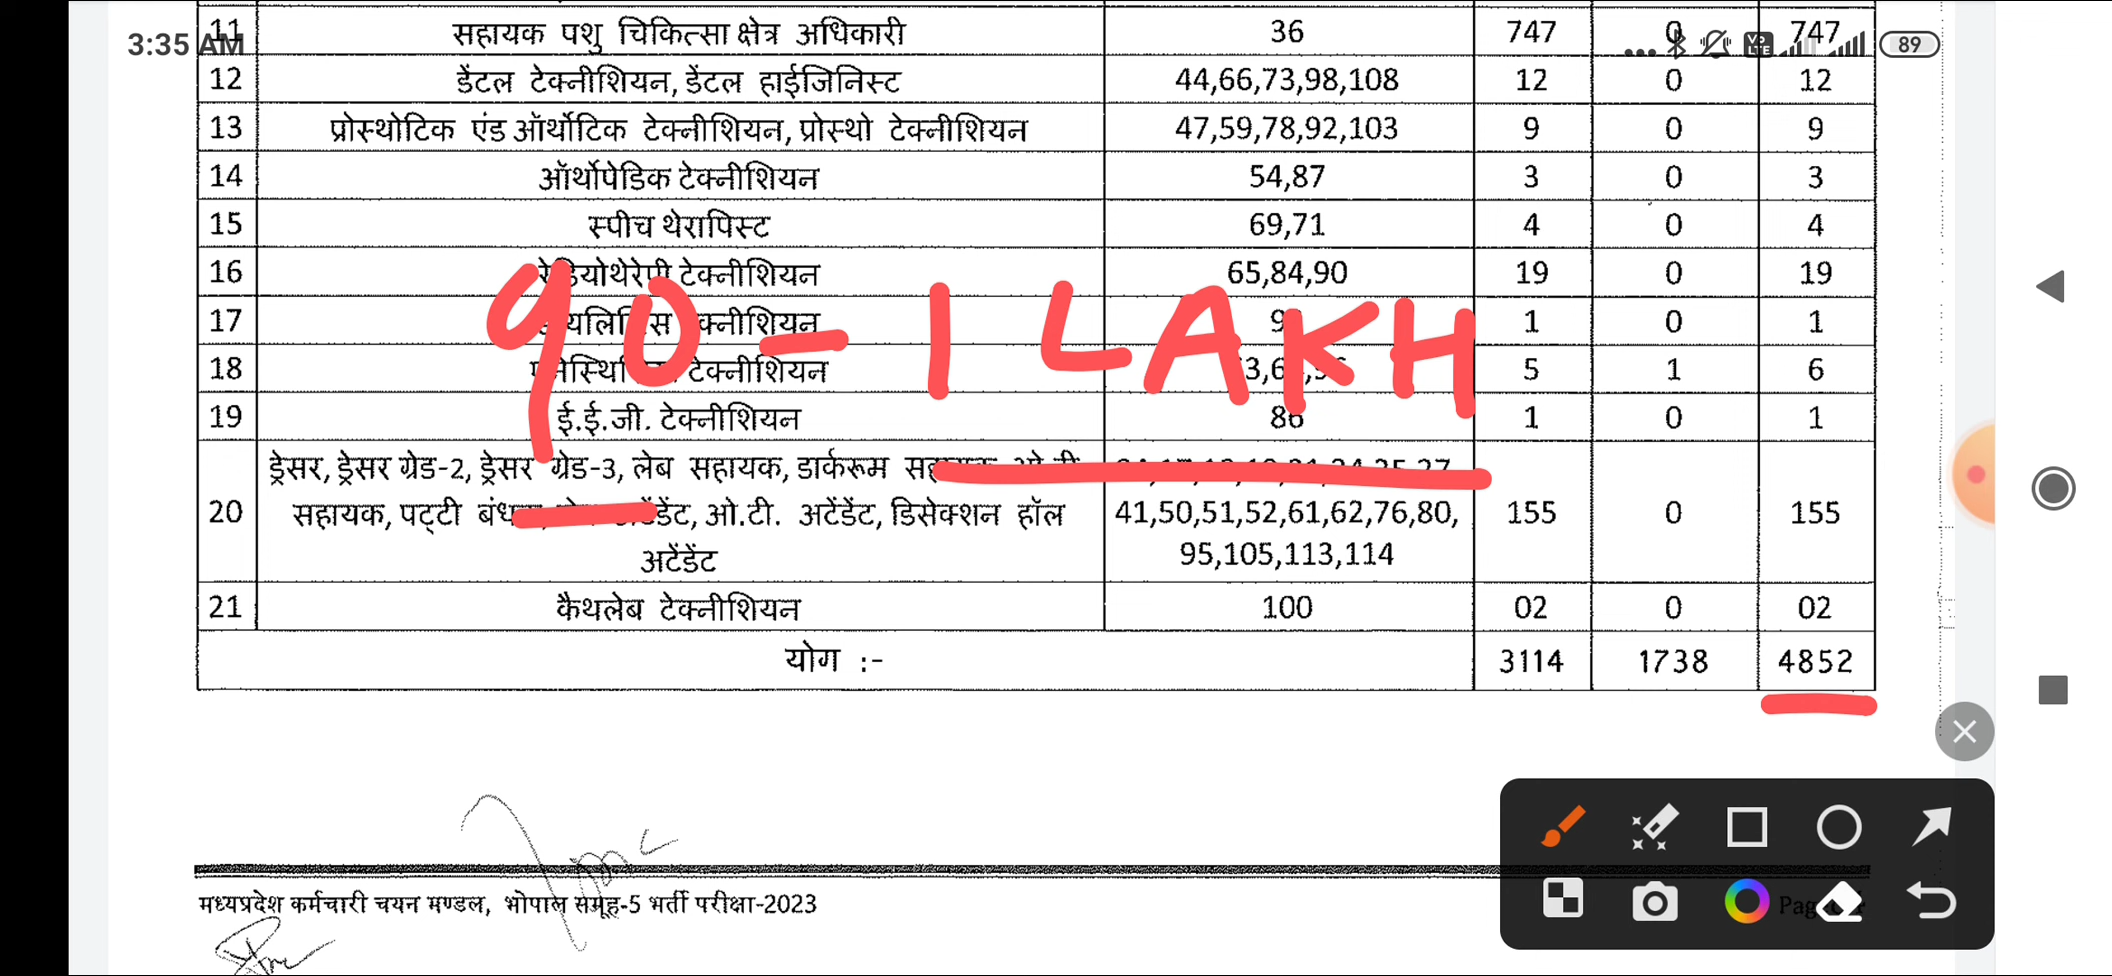 3:35 AM
89
11 सहायक पशु चिकित्सा क्षेत्र अधिकारी 36 747 0 747
12 डेंटल टेक्नीशियन, डेंटल हाईजिनिस्ट 44,66,73,98,108 12 0 12
13 प्रोस्थोटिक एंड ऑर्थोटिक टेक्नीशियन, प्रोस्थो टेक्नीशियन 47,59,78,92,103 9 0 9
14 ऑर्थोपेडिक टेक्नीशियन 54,87 3 0 3
15 स्पीच थेरापिस्ट 69,71 4 0 4
16 रेडियोथेरेपी टेक्नीशियन 65,84,90 19 0 19
90 - 1 LAKH
17 टेक्नीशियन 1 0 1
18 टेक्नीशियन 5 1 6
19 ई.ई.जी. टेक्नीशियन 86 1 0 1
ड्रेसर, ड्रेसर ग्रेड-2, ड्रेसर ग्रेड-3, लेब सहायक, डार्करूम
20 सहायक, पट्टी अटेंडेंट, ओ.टी. अटेंडेंट, डिसेक्शन हॉल 41,50,51,52,61,62,76,80, 155 0 155
अटेंडेंट 95,105,113,114
21 कैथलेब टेक्नीशियन 100 02 0 02
योग :- 3114 1738 4852
मध्यप्रदेश कर्मचारी चयन मण्डल, भोपाल समूह-5 भर्ती परीक्षा-2023